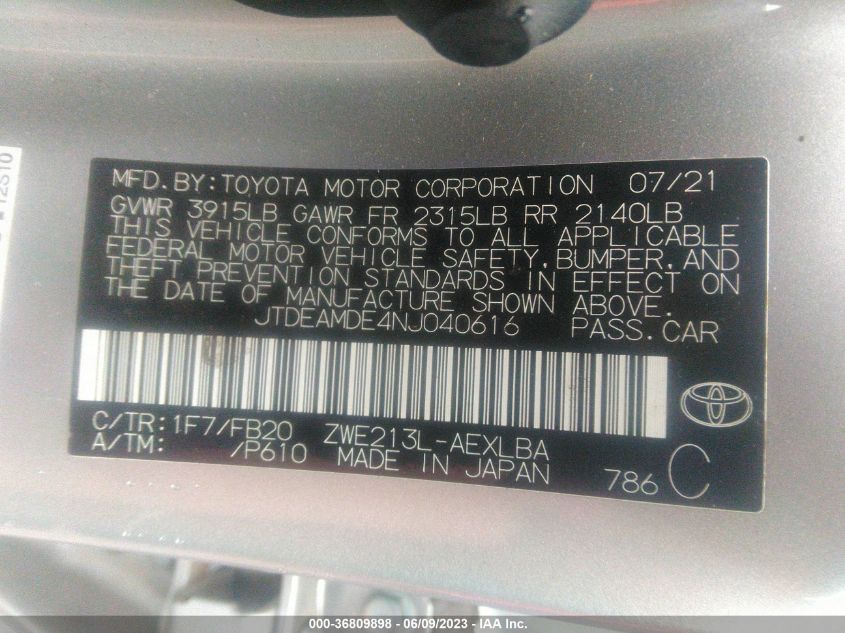 MFD. BY: TOYOTA MOTOR CORPORATION 07/21
GVWR 3915LB GAWR FR 2315LB RR 2140LB
THIS VEHICLE CONFORMS TO ALL APPLICABLE
FEDERAL MOTOR VEHICLE SAFETY, BUMPER, AND
THEFT PREVENTION STANDARDS IN EFFECT ON
THE DATE OF MANUFACTURE SHOWN ABOVE.
JTDEAMDE4NJ040616 PASS. CAR
C/TR: 1F7/FB20 ZWE213L-AEXLBA
A/TM: /P610 MADE IN JAPAN 786 C
000-36809898 - 06/09/2023 - IAA Inc.